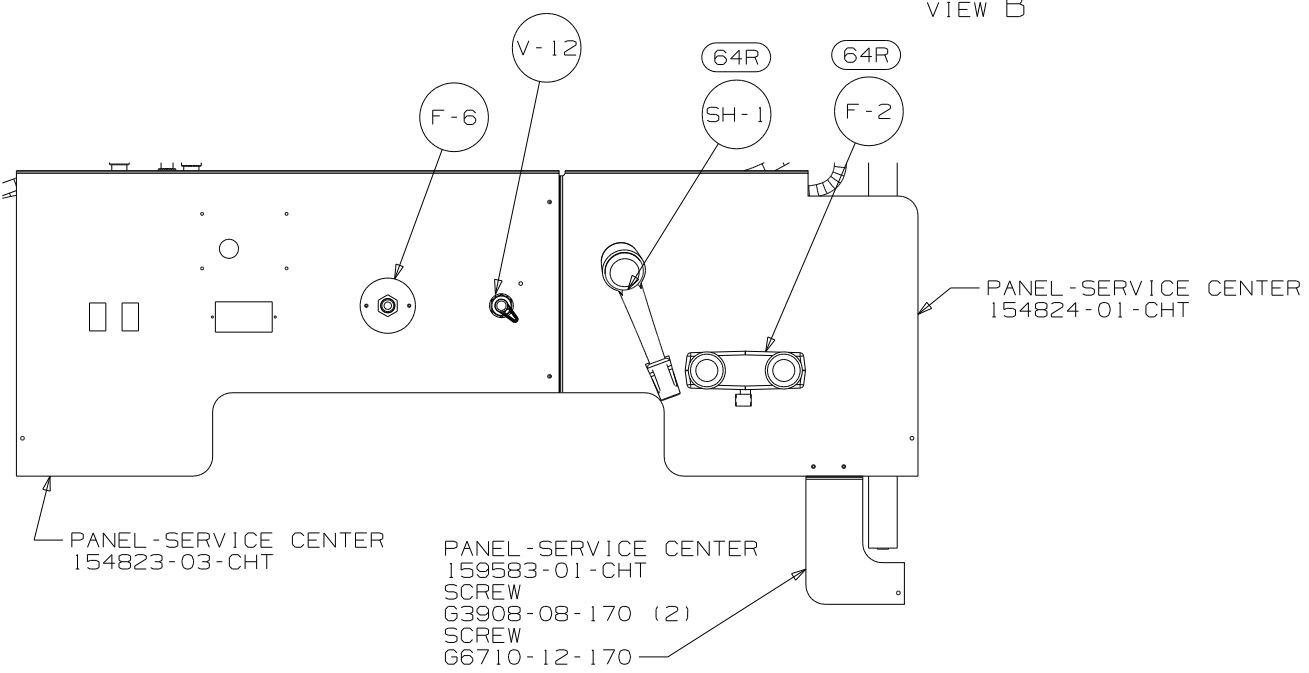 VIEW B
V-12
64R
64R
F-6
SH-1
F-2
PANEL-SERVICE CENTER
154824-01-CHT
PANEL-SERVICE CENTER
154823-03-CHT
PANEL-SERVICE CENTER
159583-01-CHT
SCREW
G3908-08-170 (2)
SCREW
G6710-12-170